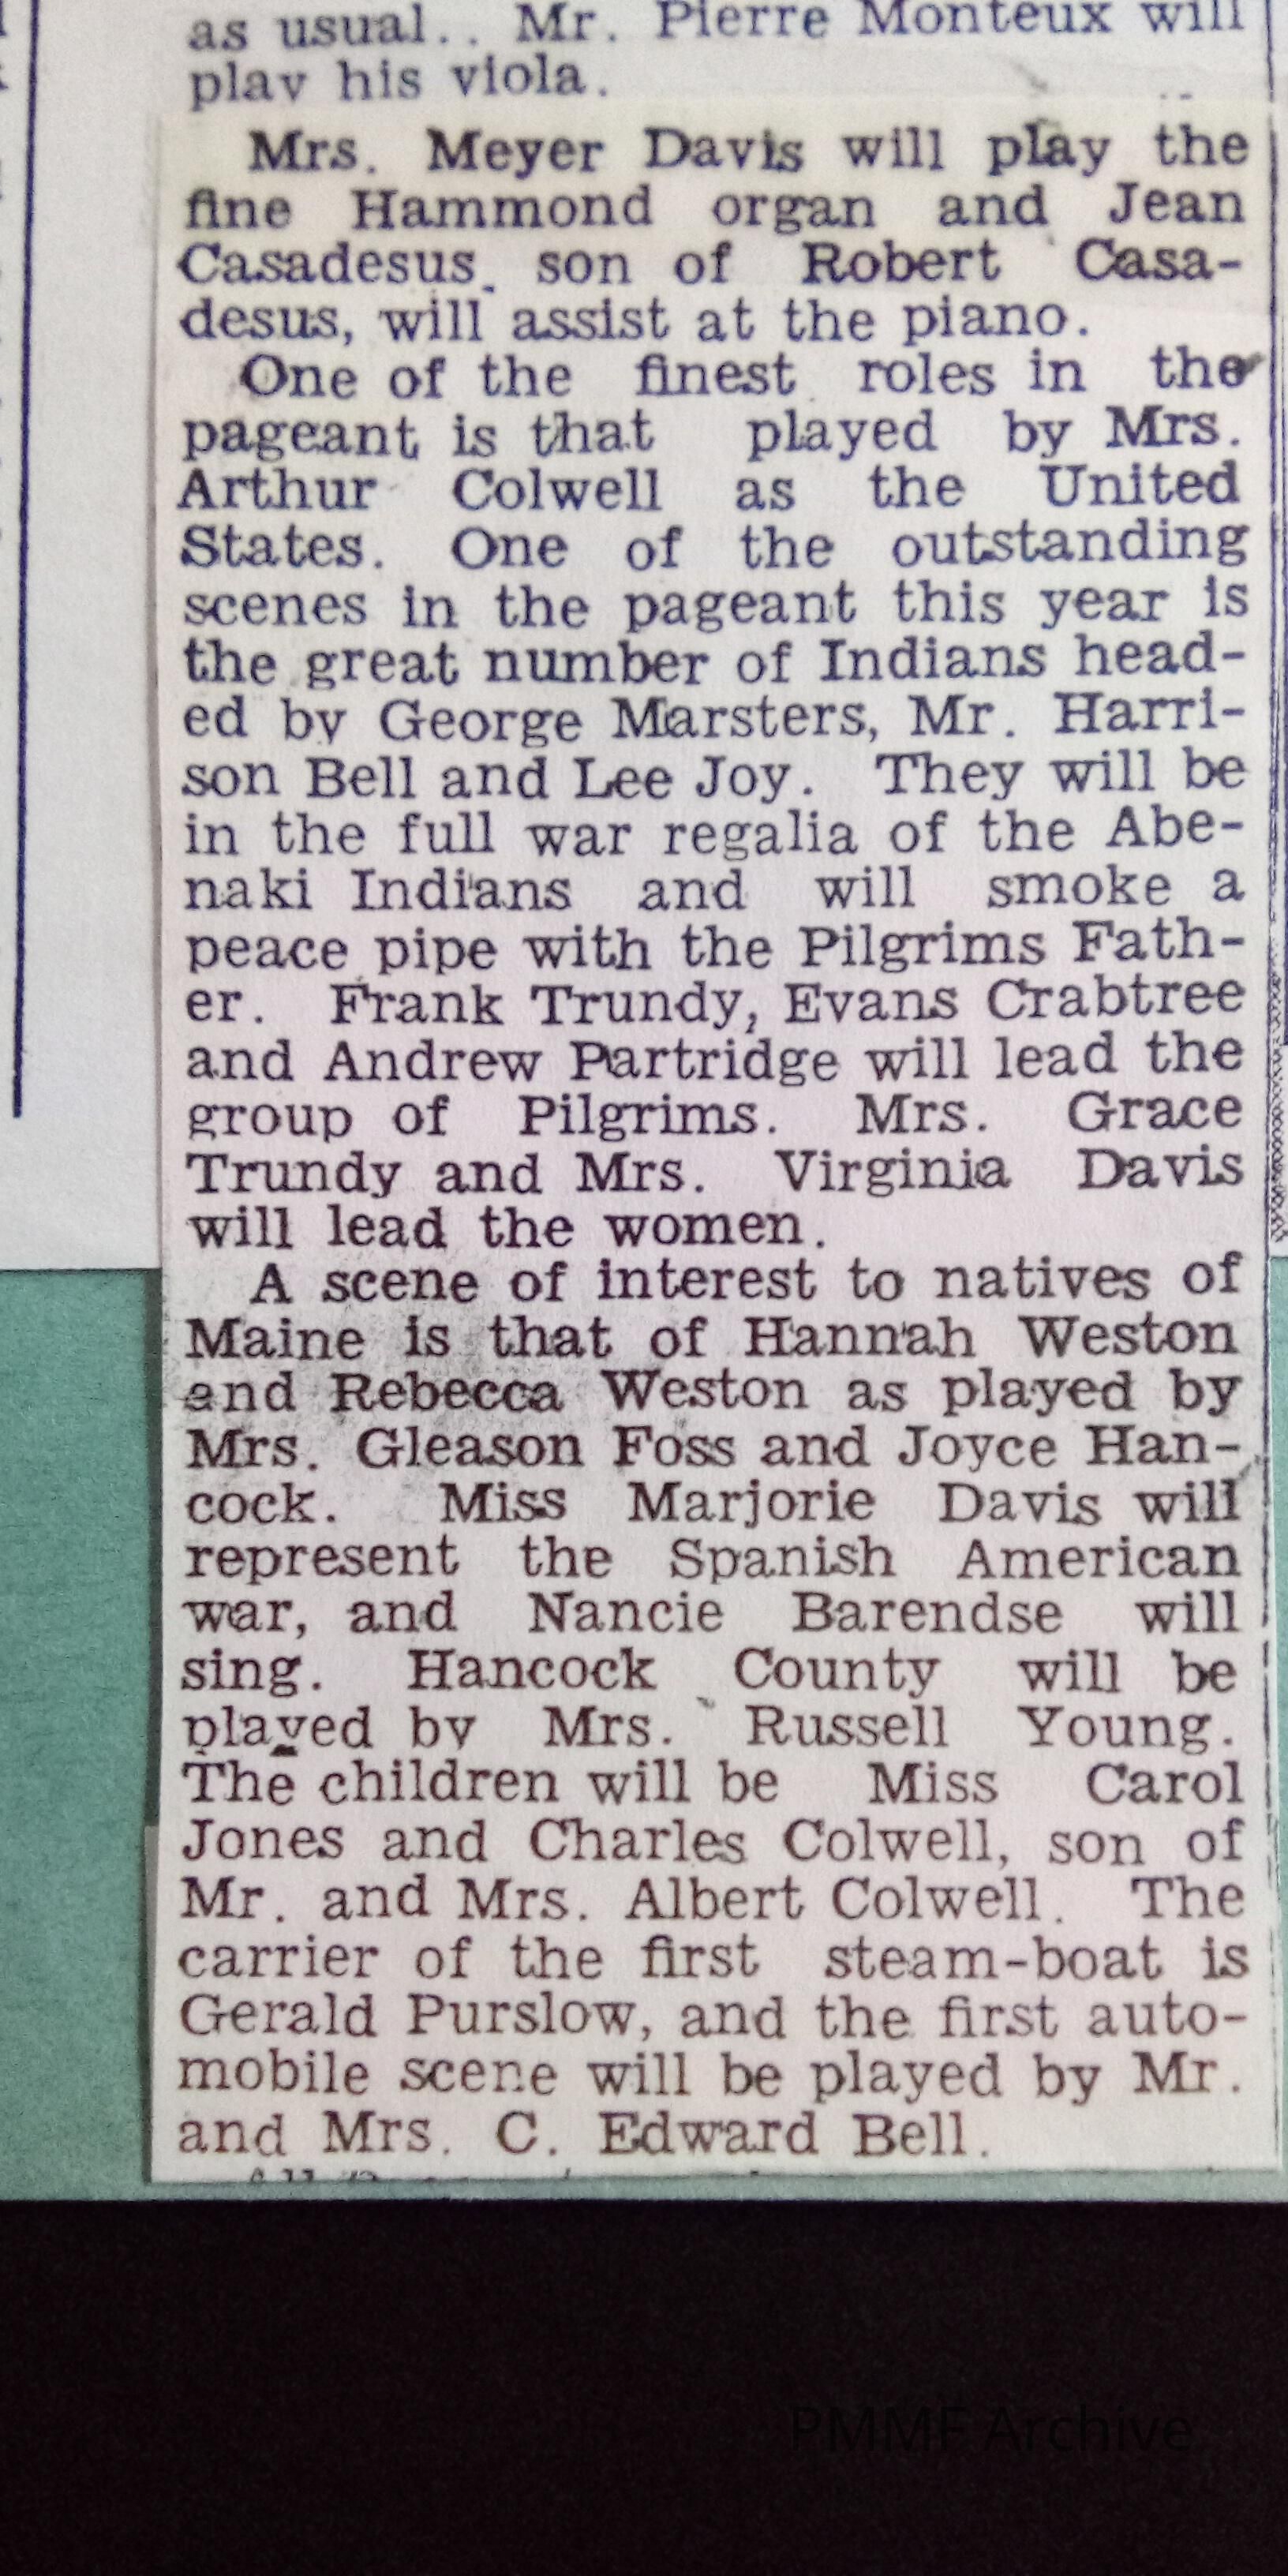 as usual.. Mr. Pierre Monteux will
play his viola.
Mrs. Meyer Davis will play the
fine Hammond organ and Jean
Casadesus, son of Robert Casa-
desus, will assist at the piano.
One of the finest roles in the
pageant is that played by Mrs.
Arthur Colwell as the United
States. One of the outstanding
scenes in the pageant this year is
the great number of Indians head-
ed by George Marsters, Mr. Harri-
son Bell and Lee Joy. They will be
in the full war regalia of the Abe-
naki Indians and will smoke a
peace pipe with the Pilgrims Fath-
er. Frank Trundy, Evans Crabtree
and Andrew Partridge will lead the
group of Pilgrims. Mrs. Grace
Trundy and Mrs. Virginia Davis
will lead the women.
A scene of interest to natives of
Maine is that of Hannah Weston
and Rebecca Weston as played by
Mrs. Gleason Foss and Joyce Han-
cock. Miss Marjorie Davis will
represent the Spanish American
war, and Nancie Barendse will
sing. Hancock County will be
played by Mrs. Russell Young.
The children will be Miss Carol
Jones and Charles Colwell, son of
Mr. and Mrs. Albert Colwell. The
carrier of the first steam-boat is
Gerald Purslow, and the first auto-
mobile scene will be played by Mr.
and Mrs. C. Edward Bell.
PMMF Archive